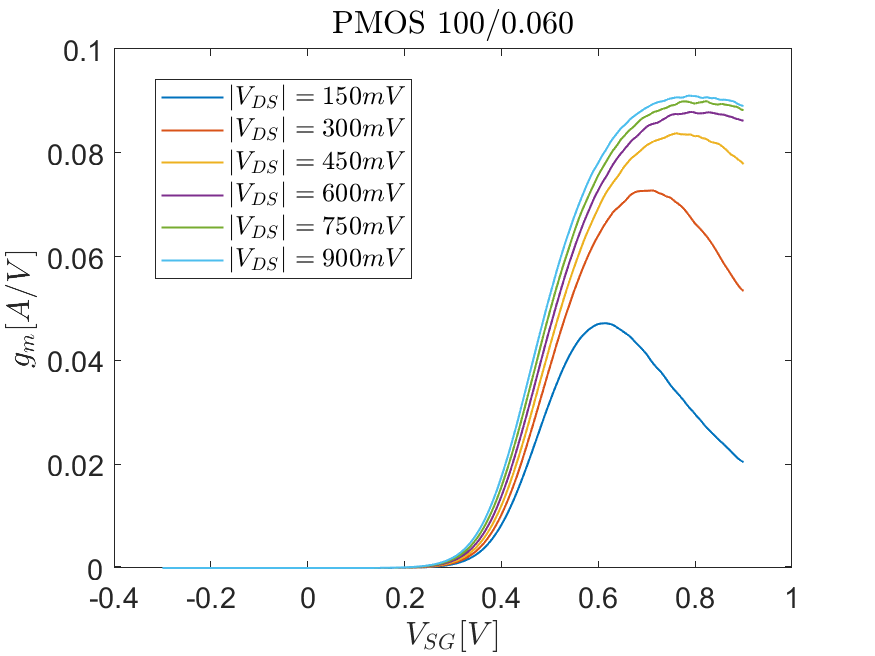 PMOS 100/0.060
0.1
0.08
0.06
0.04
0.02
0
g_m[A/V]
|V_DS| = 150mV
|V_DS| = 300mV
|V_DS| = 450mV
|V_DS| = 600mV
|V_DS| = 750mV
|V_DS| = 900mV
-0.4 -0.2 0 0.2 0.4 0.6 0.8 1
V_SG[V]